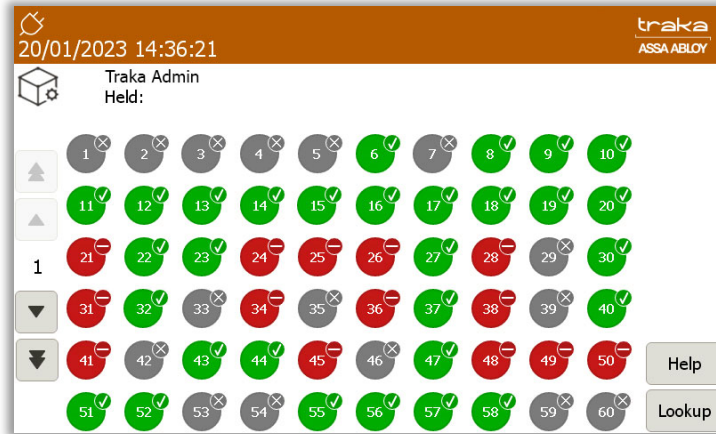 traka
20/01/2023 14:36:21
ASSA ABLOY
Traka Admin
Held:
1 2 3 4 5 6 7 8 9 10
11 12 13 14 15 16 17 18 19 20
21 22 23 24 25 26 27 28 29 30
1
31 32 33 34 35 36 37 38 39 40
41 42 43 44 45 46 47 48 49 50
Help
51 52 53 54 55 56 57 58 59 60
Lookup